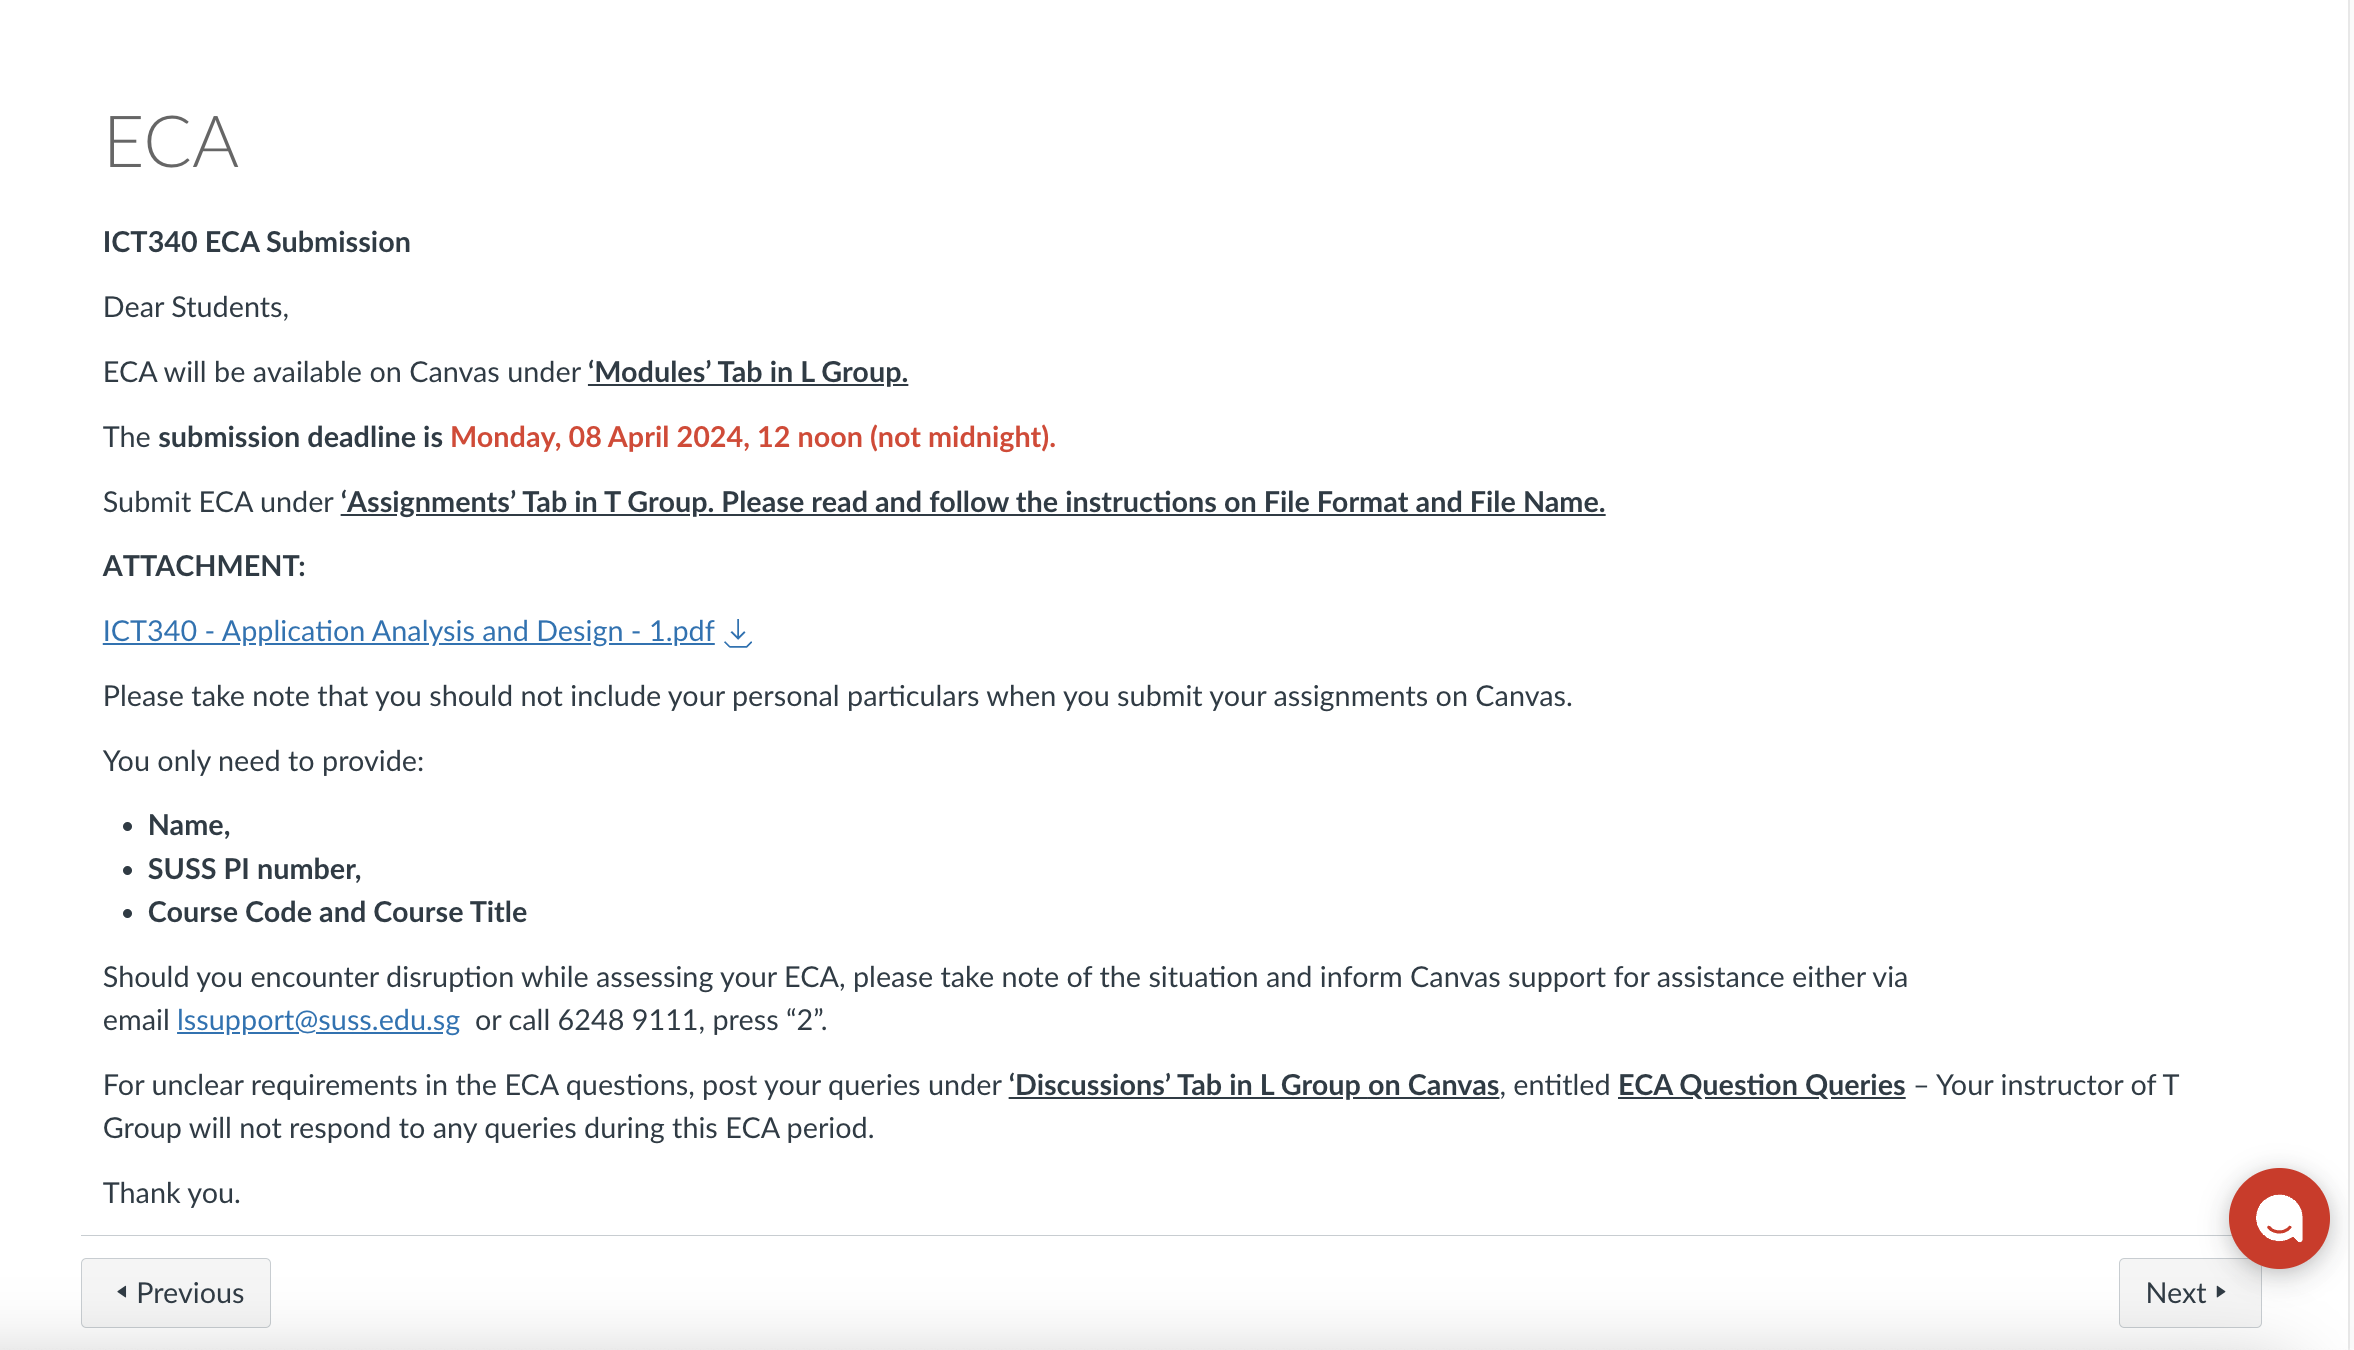 ECA
ICT340 ECA Submission
Dear Students,
ECA will be available on Canvas under ‘Modules’ Tab in L Group.
The submission deadline is Monday, 08 April 2024, 12 noon (not midnight).
Submit ECA under ‘Assignments’ Tab in T Group. Please read and follow the instructions on File Format and File Name.
ATTACHMENT:
ICT340 - Application Analysis and Design - 1.pdf
Please take note that you should not include your personal particulars when you submit your assignments on Canvas.
You only need to provide:
• Name,
• SUSS PI number,
• Course Code and Course Title
Should you encounter disruption while assessing your ECA, please take note of the situation and inform Canvas support for assistance either via
email lssupport@suss.edu.sg or call 6248 9111, press “2”.
For unclear requirements in the ECA questions, post your queries under ‘Discussions’ Tab in L Group on Canvas, entitled ECA Question Queries – Your instructor of T
Group will not respond to any queries during this ECA period.
Thank you.
Previous
Next